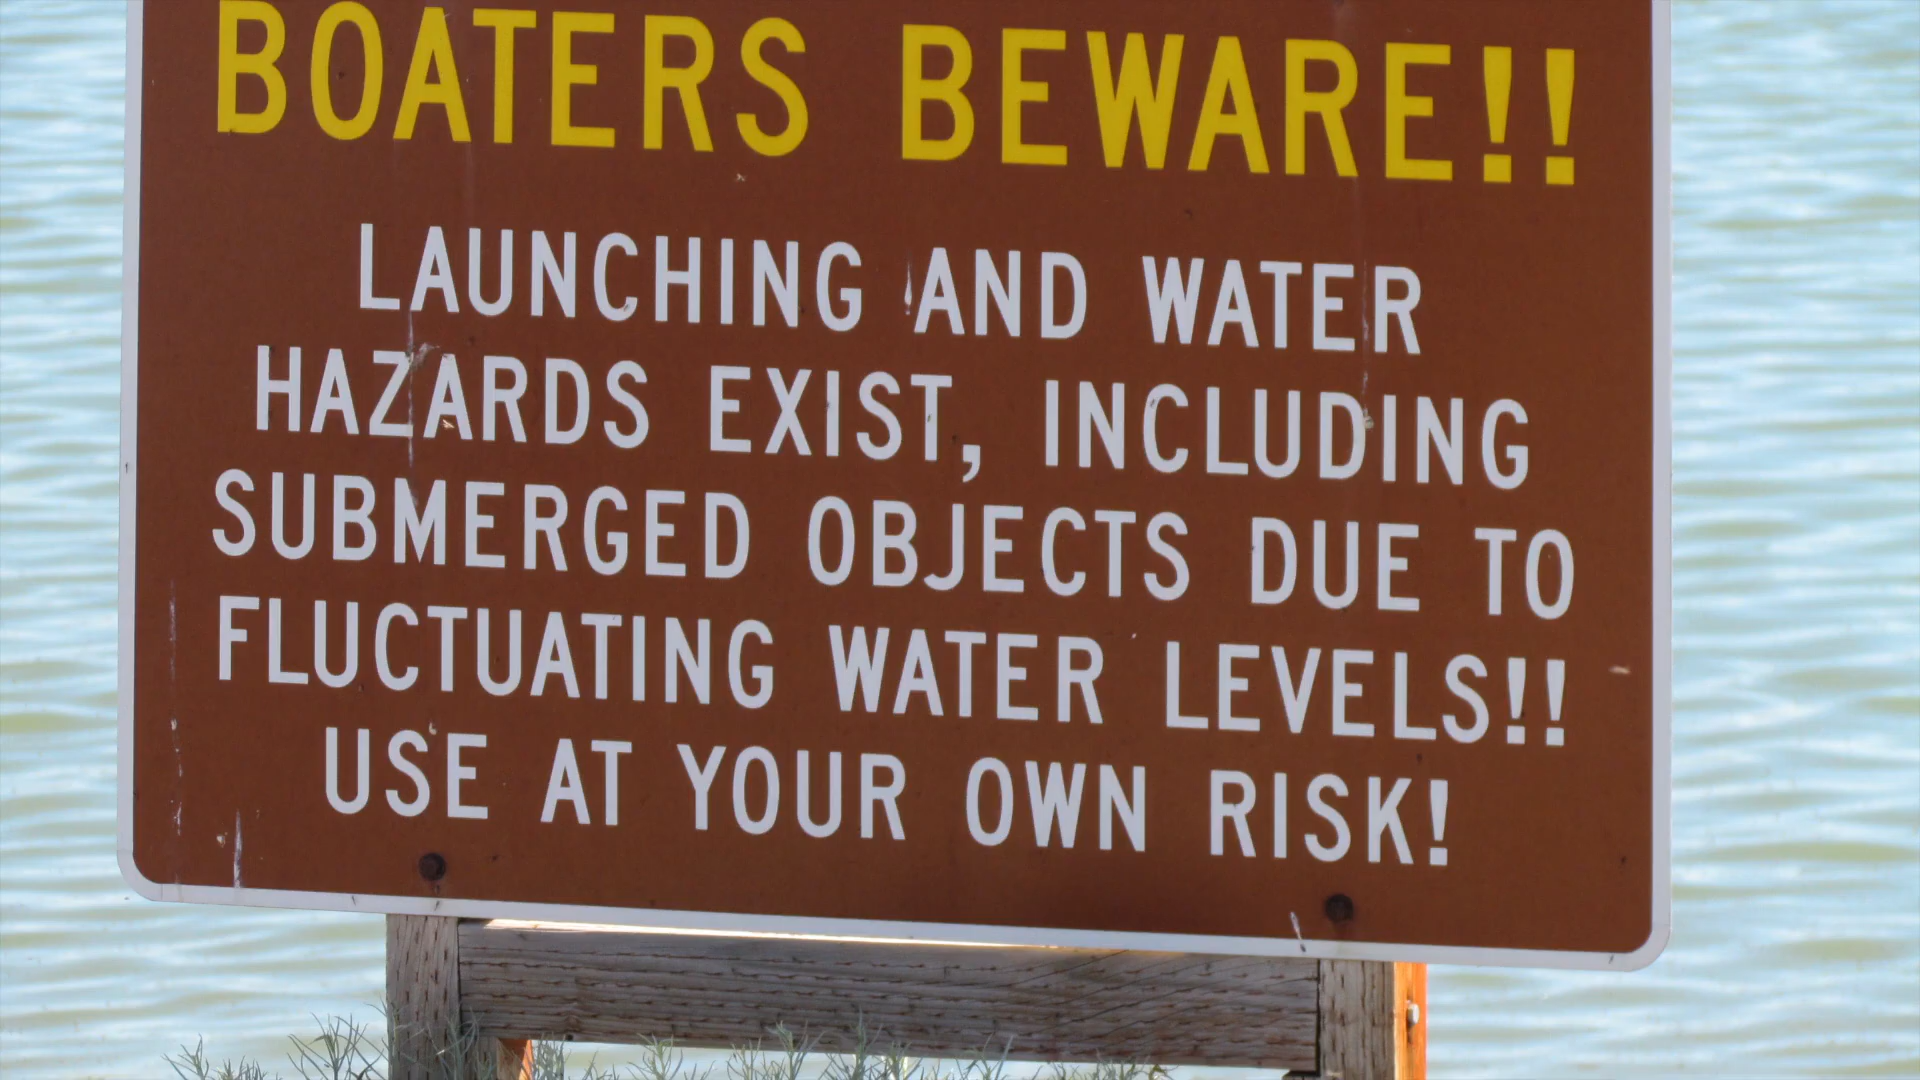 BOATERS BEWARE!!
LAUNCHING AND WATER
HAZARDS EXIST, INCLUDING
SUBMERGED OBJECTS DUE TO
FLUCTUATING WATER LEVELS!!
USE AT YOUR OWN RISK!